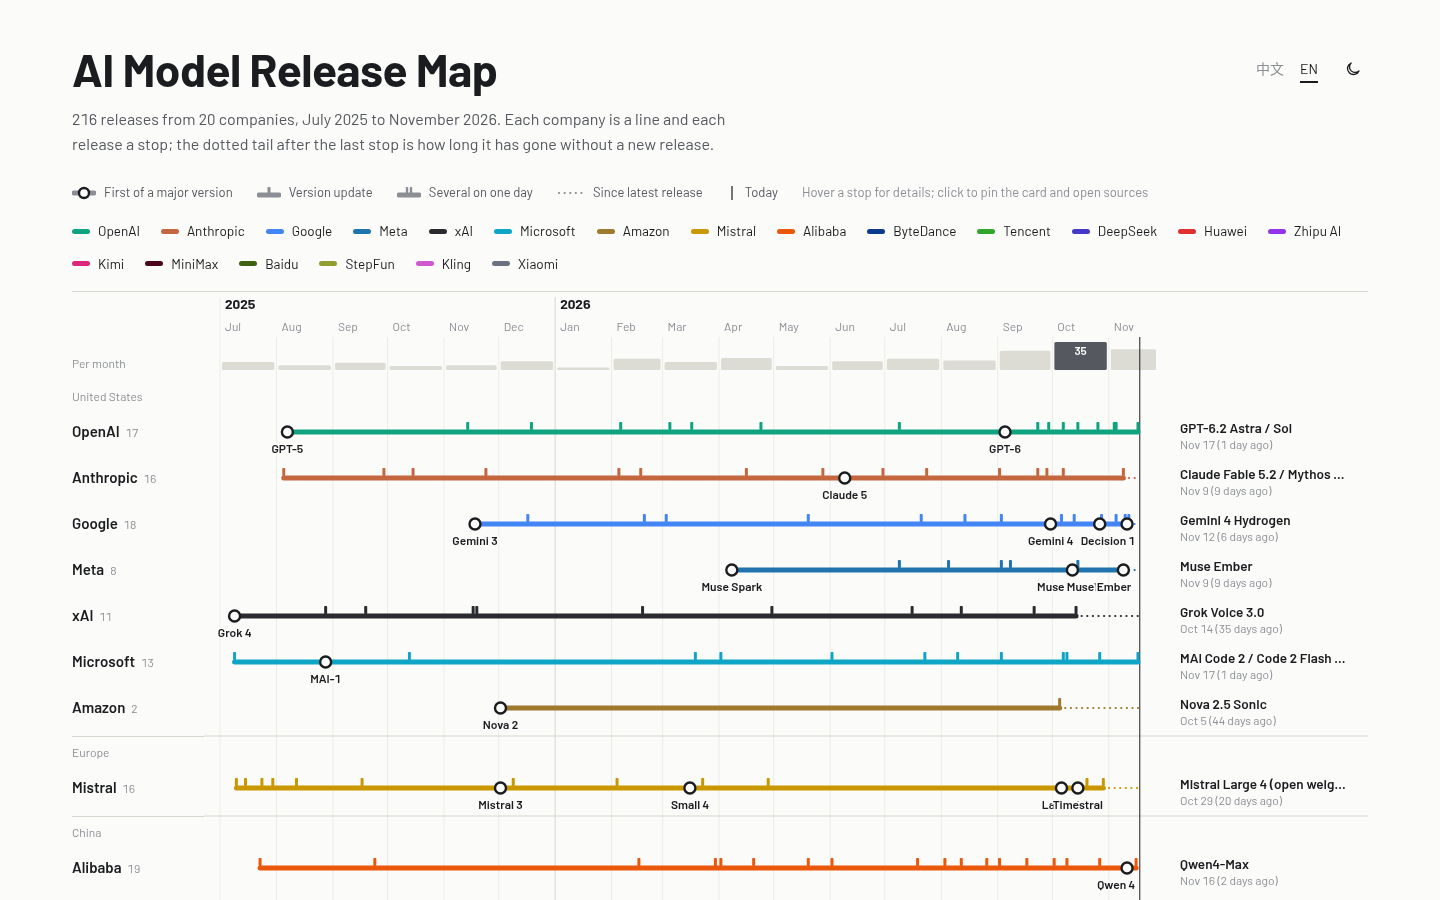 AI Model Release Map
中文 EN
216 releases from 20 companies, July 2025 to November 2026. Each company is a line and each
release a stop; the dotted tail after the last stop is how long it has gone without a new release.
First of a major version Version update Several on one day Since latest release Today Hover a stop for details; click to pin the card and open sources
OpenAI Anthropic Google Meta xAI Microsoft Amazon Mistral Alibaba ByteDance Tencent DeepSeek Huawei Zhipu AI
Kimi MiniMax Baidu StepFun Kling Xiaomi
2025 2026
Jul Aug Sep Oct Nov Dec Jan Feb Mar Apr May Jun Jul Aug Sep Oct Nov
Per month 35
United States
OpenAI 17 GPT-6.2 Astra / Sol
GPT-5 GPT-6 Nov 17 (1 day ago)
Anthropic 16 Claude Fable 5.2 / Mythos ...
Claude 5 Nov 9 (9 days ago)
Google 18 Gemini 4 Hydrogen
Gemini 3 Gemini 4 Decision 1 Nov 12 (6 days ago)
Meta 8 Muse Ember
Muse Spark Muse Muse Ember Nov 9 (9 days ago)
xAI 11 Grok Voice 3.0
Grok 4 Oct 14 (35 days ago)
Microsoft 13 MAI Code 2 / Code 2 Flash ...
MAI-1 Nov 17 (1 day ago)
Amazon 2 Nova 2.5 Sonic
Nova 2 Oct 5 (44 days ago)
Europe
Mistral 16 Mistral Large 4 (open weig...
Mistral 3 Small 4 Timestral Oct 29 (20 days ago)
China
Alibaba 19 Qwen4-Max
Qwen 4 Nov 16 (2 days ago)